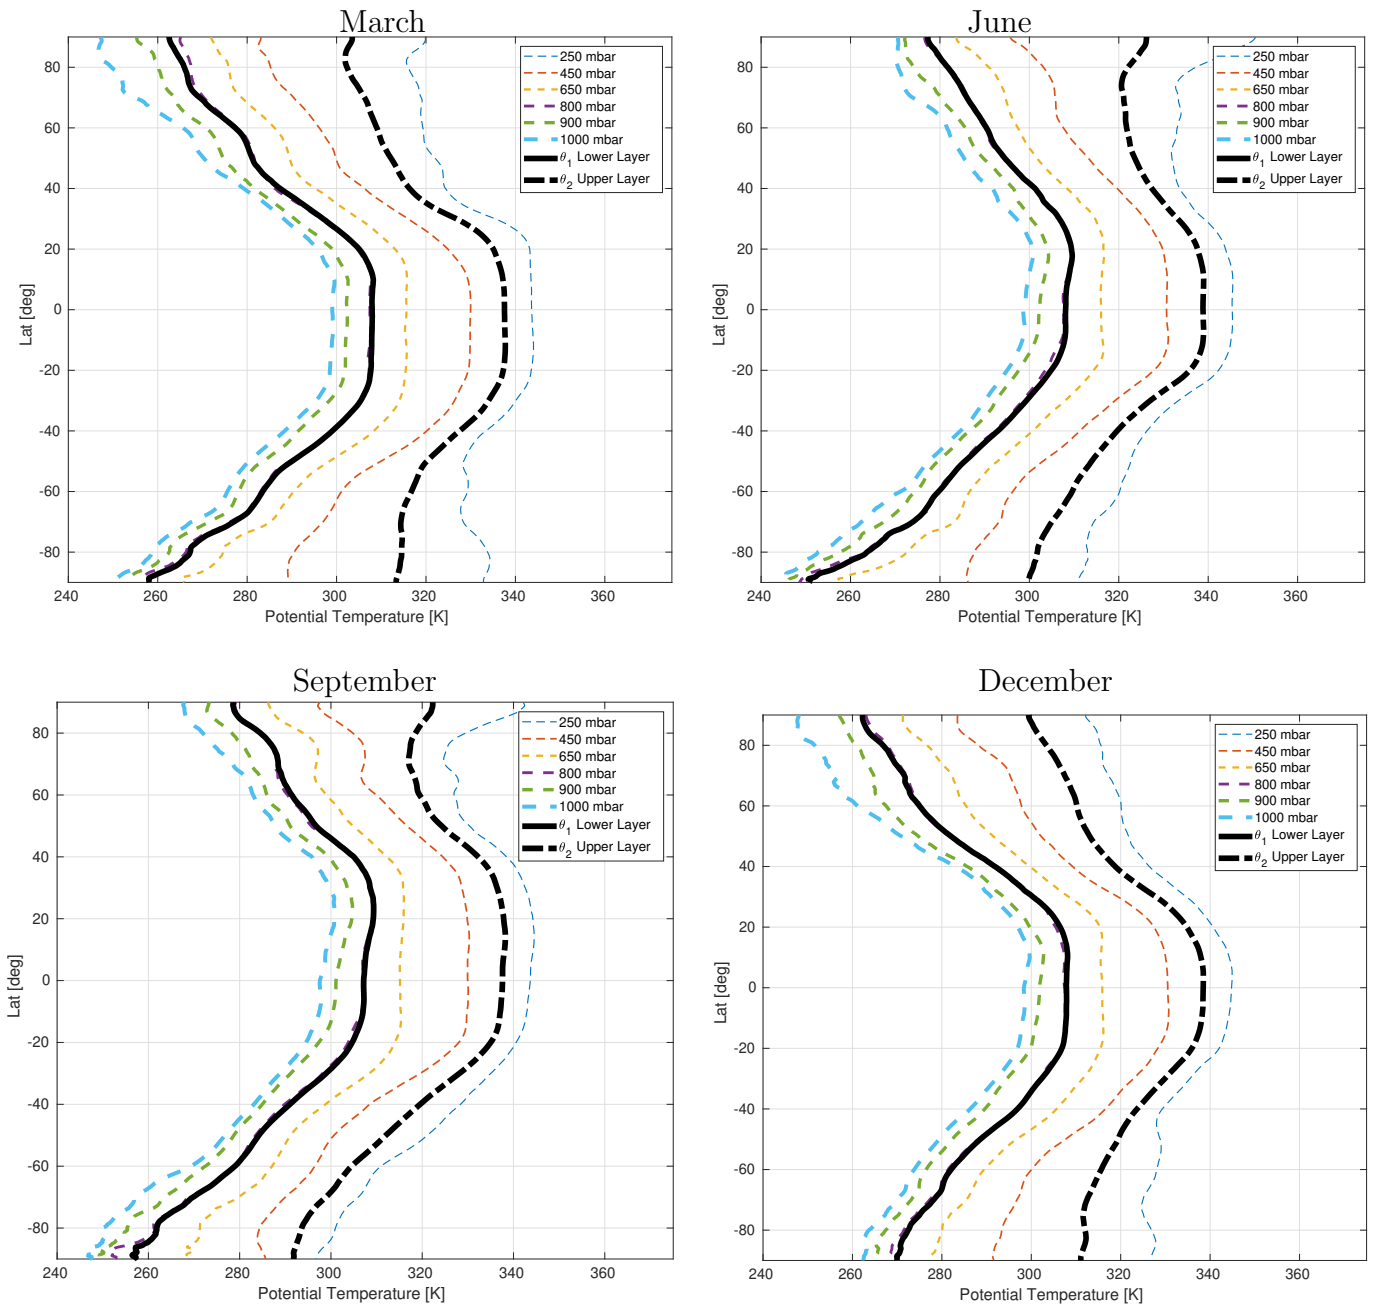 March
June
80
60
40
20
0
-20
-40
-60
-80
Lat [deg]
240
260
280
300
320
340
360
Potential Temperature [K]
250 mbar
450 mbar
650 mbar
800 mbar
900 mbar
1000 mbar
θ1 Lower Layer
θ2 Upper Layer
80
60
40
20
0
-20
-40
-60
-80
Lat [deg]
240
260
280
300
320
340
360
Potential Temperature [K]
250 mbar
450 mbar
650 mbar
800 mbar
900 mbar
1000 mbar
θ1 Lower Layer
θ2 Upper Layer
September
December
80
60
40
20
0
-20
-40
-60
-80
Lat [deg]
240
260
280
300
320
340
360
Potential Temperature [K]
250 mbar
450 mbar
650 mbar
800 mbar
900 mbar
1000 mbar
θ1 Lower Layer
θ2 Upper Layer
80
60
40
20
0
-20
-40
-60
-80
Lat [deg]
240
260
280
300
320
340
360
Potential Temperature [K]
250 mbar
450 mbar
650 mbar
800 mbar
900 mbar
1000 mbar
θ1 Lower Layer
θ2 Upper Layer